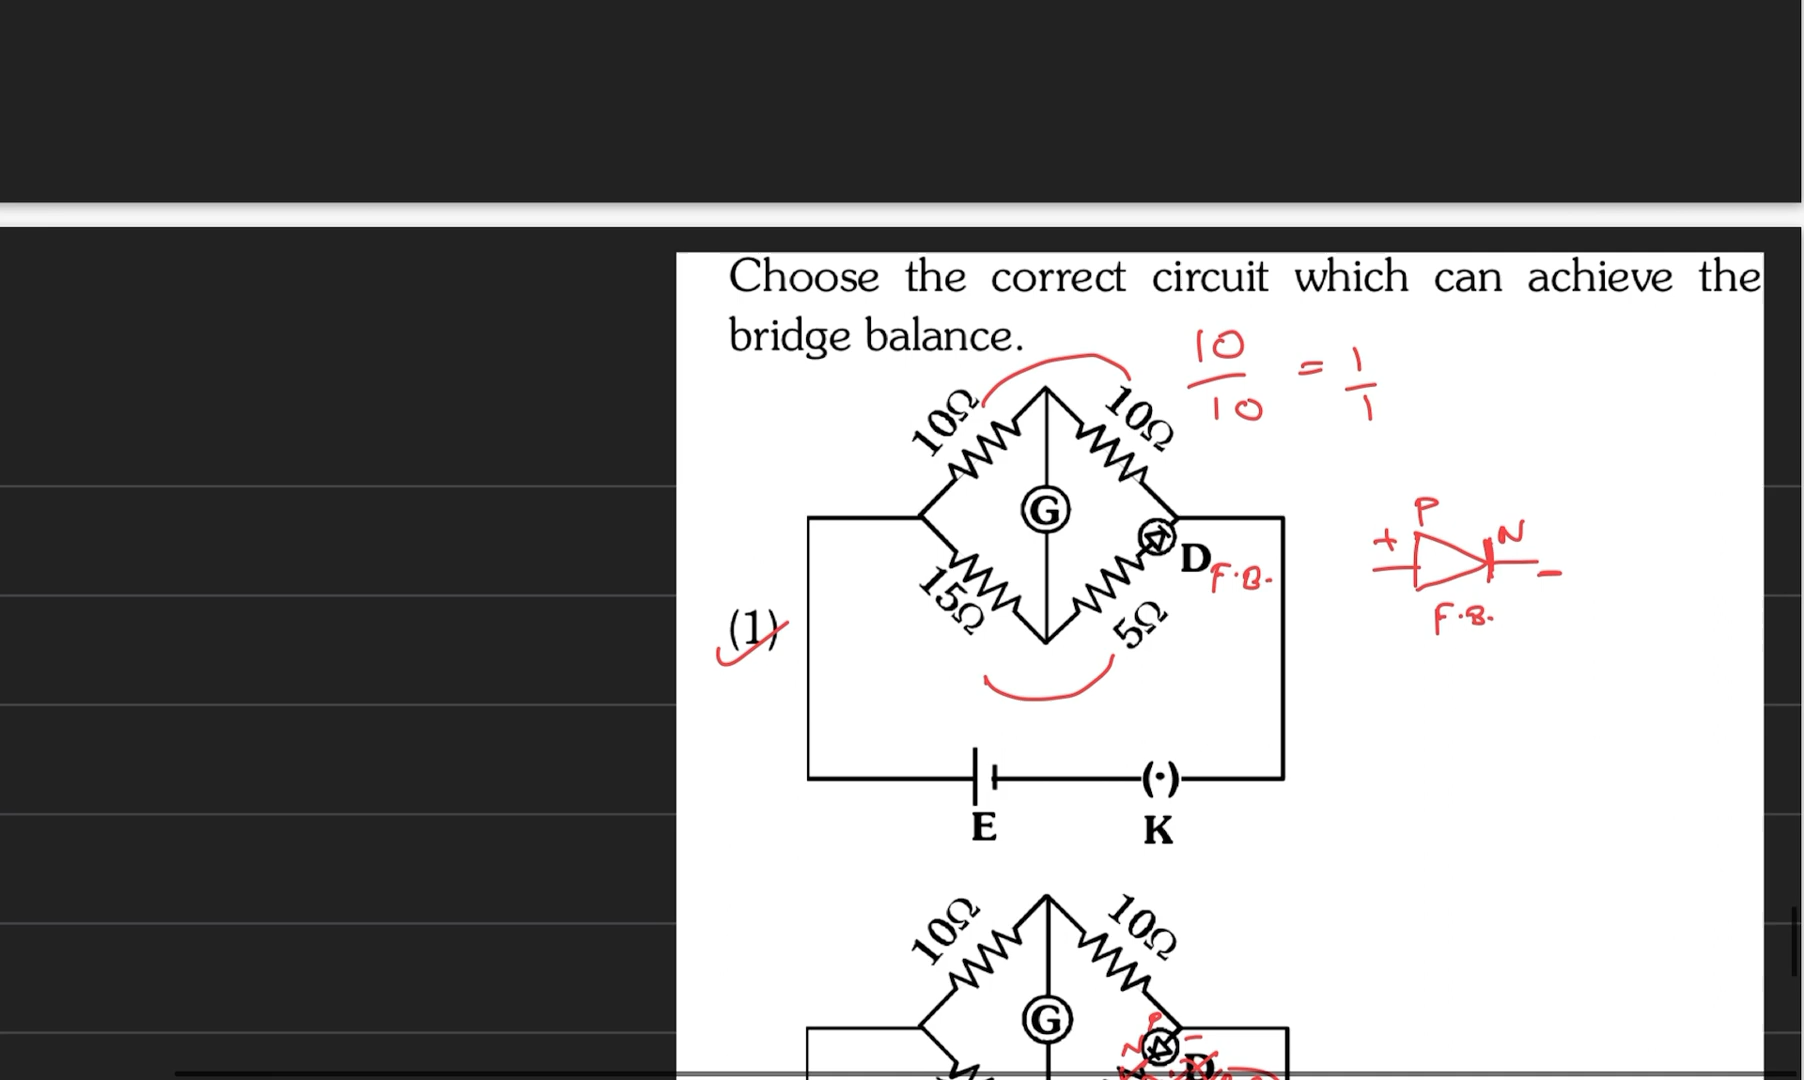 Choose the correct circuit which can achieve the
bridge balance.
10
10
= 1
1
10Ω
10Ω
G
D
F.B.
15Ω
5Ω
(1)
P
+
N
-
F.B.
E
K
10Ω
10Ω
G
P
N
-
D